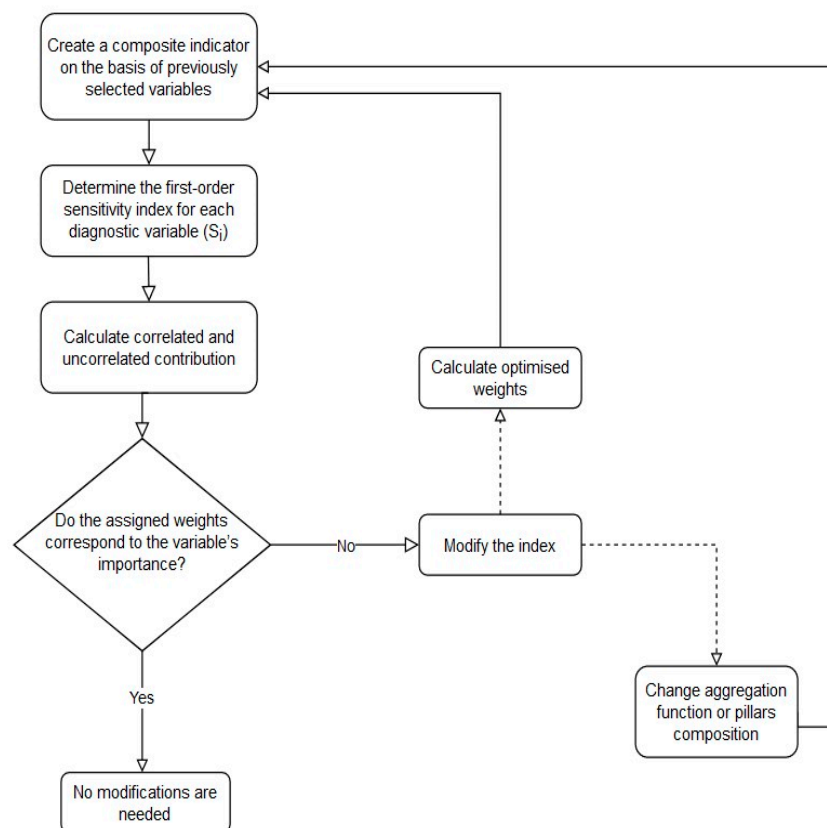 Create a composite indicator
on the basis of previously
selected variables
Determine the first-order
sensitivity index for each
diagnostic variable (Sᵢ)
Calculate correlated and
uncorrelated contribution
Calculate optimised
weights
Do the assigned weights
correspond to the variable's
importance?
No
Modify the index
Yes
Change aggregation
function or pillars
composition
No modifications are
needed